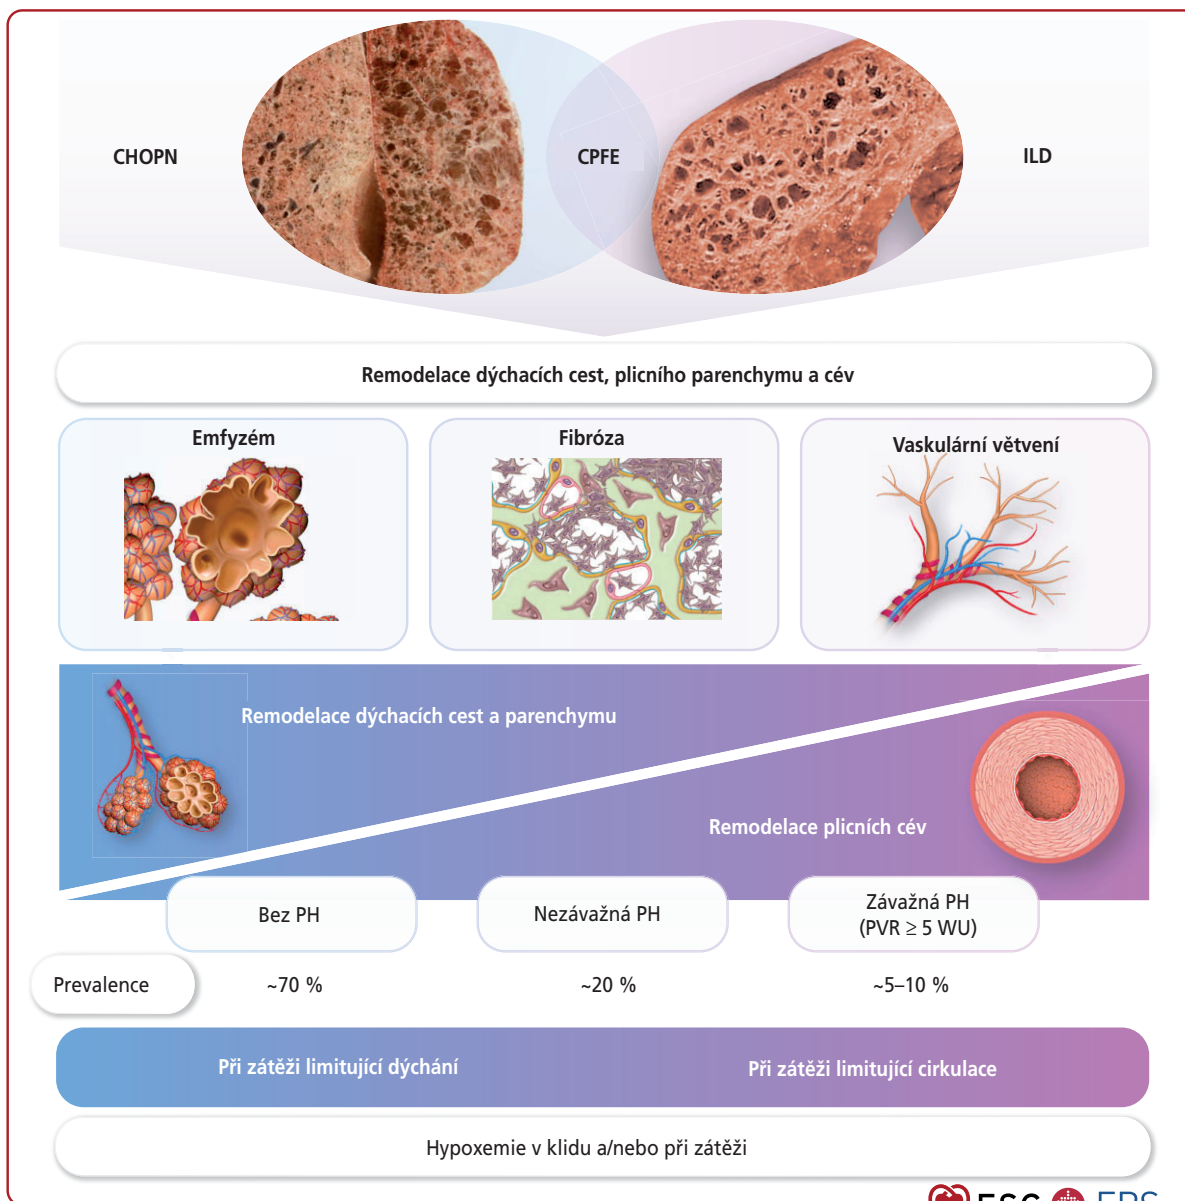 CHOPN
CPFE
ILD
Remodelace dýchacích cest, plicního parenchymu a cév
Emfyzém
Fibróza
Vaskulární větvení
Remodelace dýchacích cest a parenchymu
Remodelace plicních cév
Bez PH
Nezávažná PH
Závažná PH
(PVR ≥ 5 WU)
Prevalence
~70 %
~20 %
~5–10 %
Při zátěži limitující dýchání
Při zátěži limitující cirkulace
Hypoxemie v klidu a/nebo při zátěži